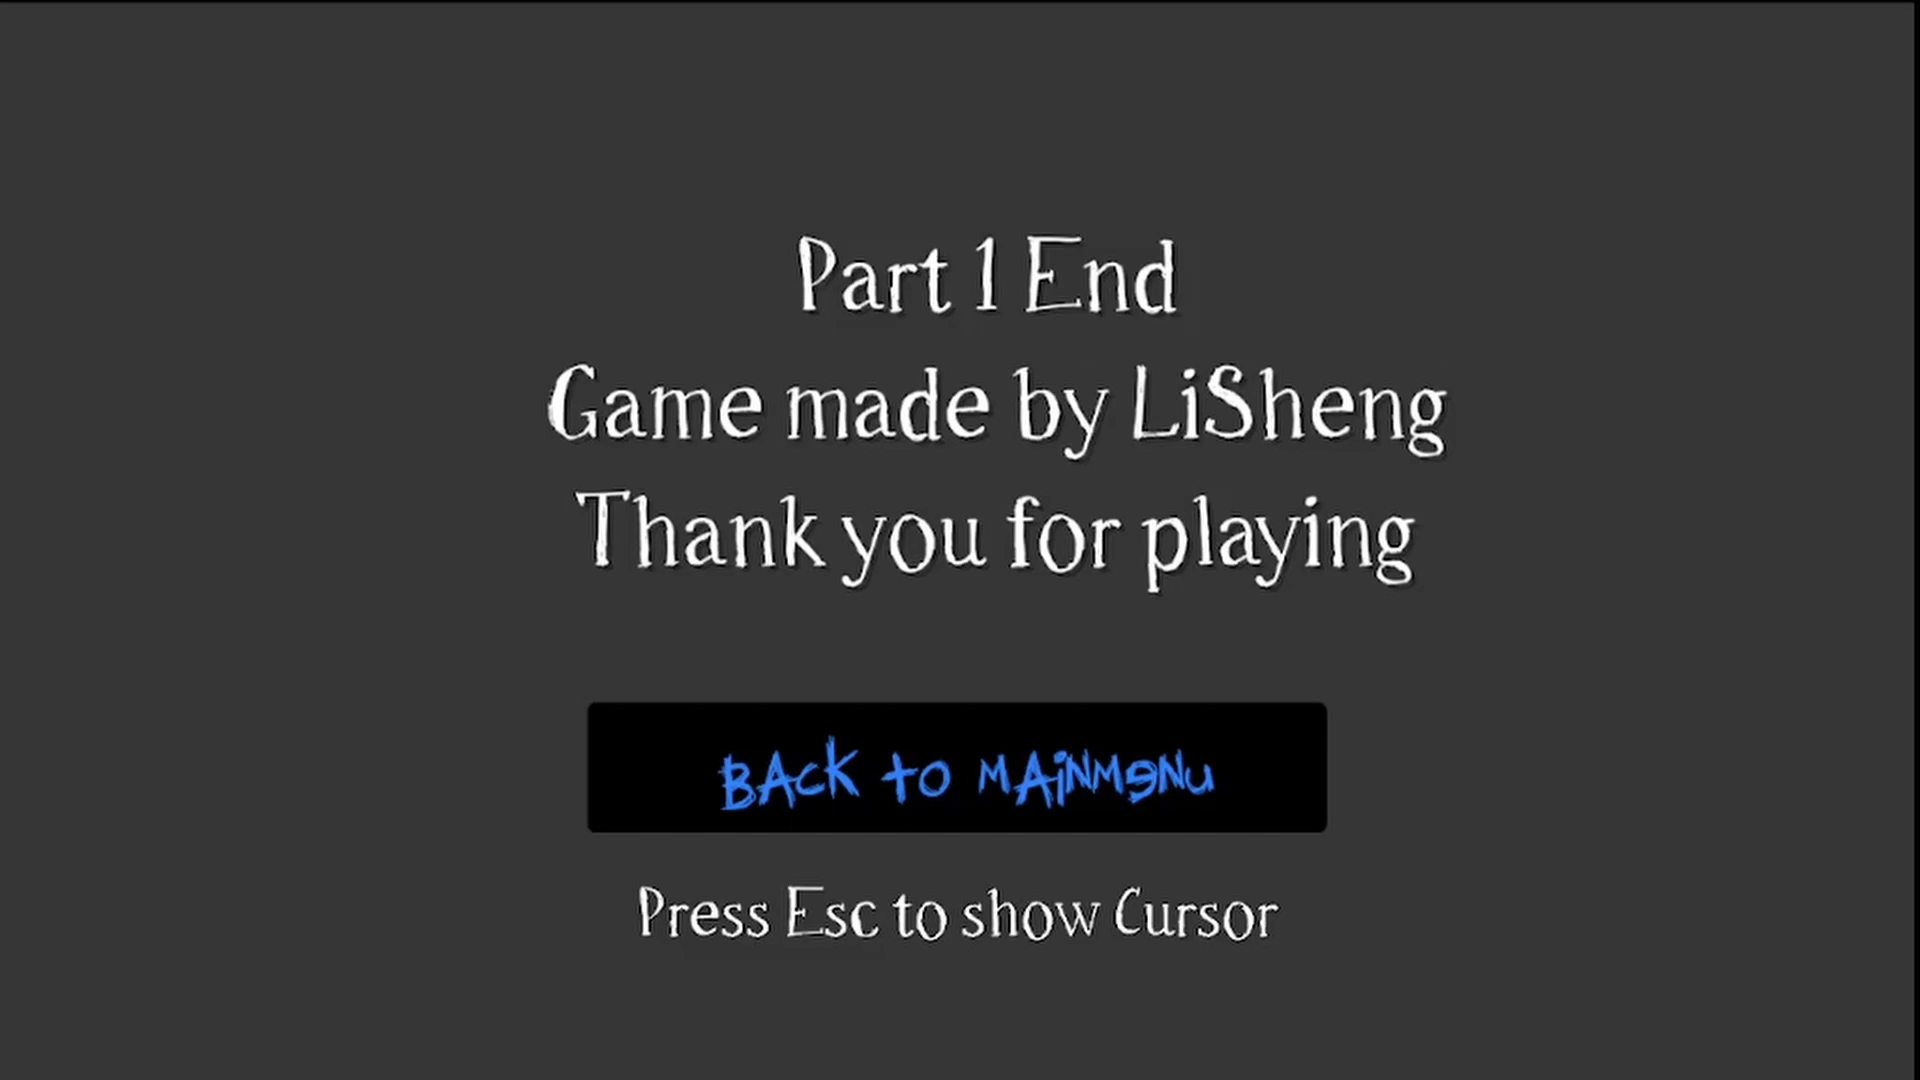 Part 1 End
Game made by LiSheng
Thank you for playing
BACK to MAiNMeNu
Press Esc to show Cursor